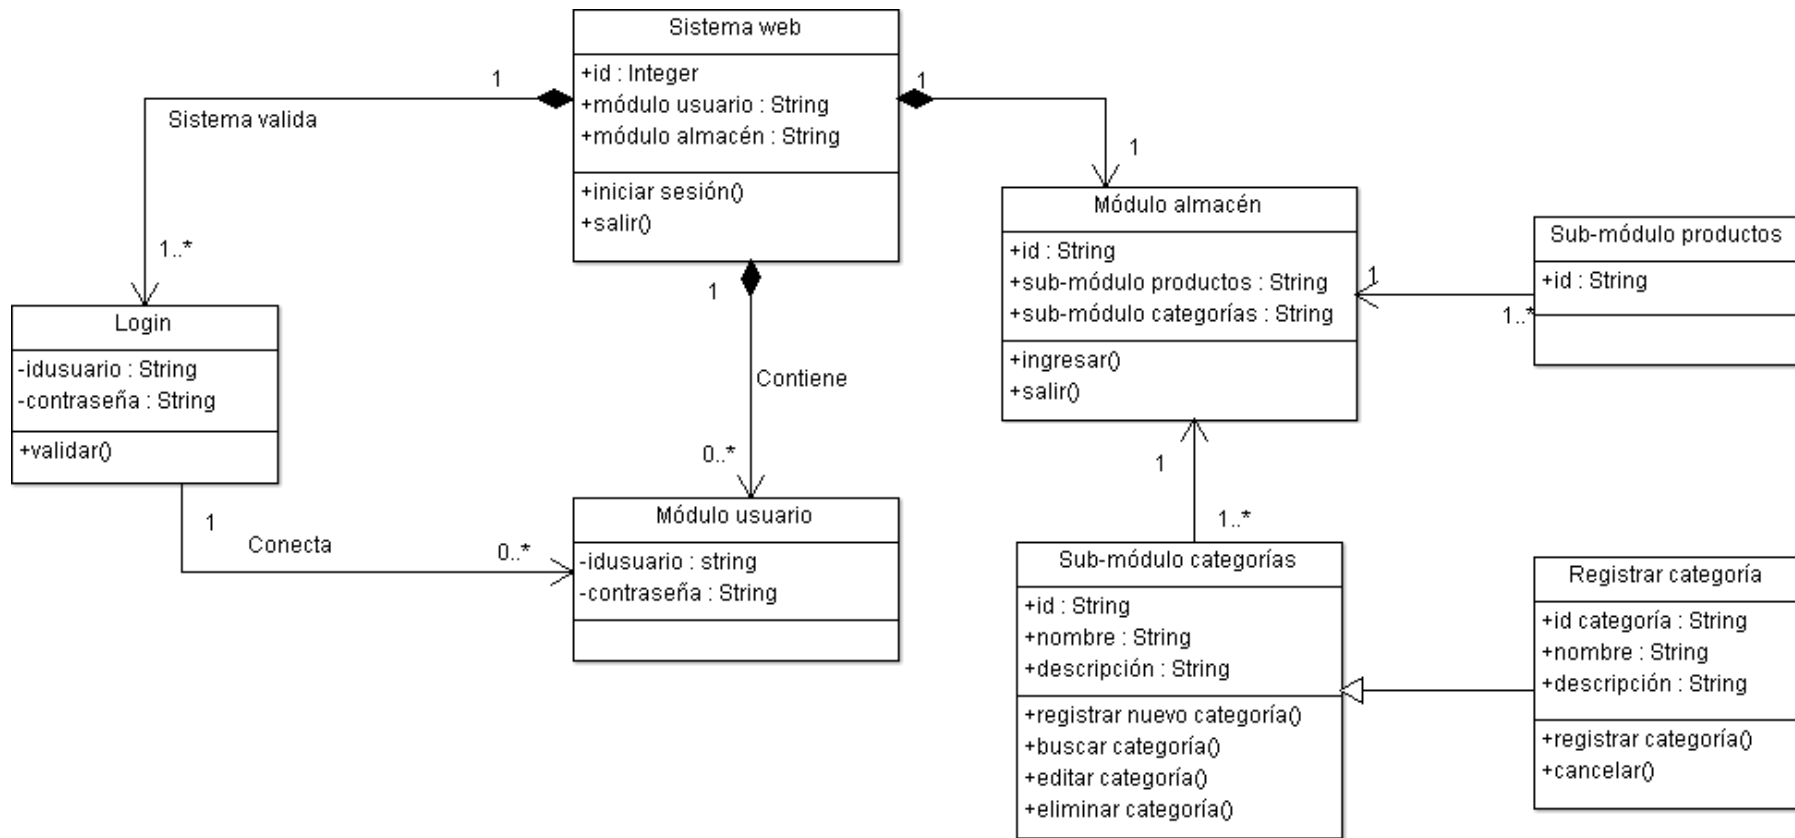 Sistema web
+id : Integer
+módulo usuario : String
+módulo almacén : String
+iniciar sesión()
+salir()
1
Sistema valida
1..*
1
1
1
Contiene
0..*
Login
-idusuario : String
-contraseña : String
+validar()
1
Conecta
0..*
Módulo usuario
-idusuario : string
-contraseña : String
Módulo almacén
+id : String
+sub-módulo productos : String
+sub-módulo categorías : String
+ingresar()
+salir()
1
1..*
Sub-módulo productos
+id : String
1
1..*
Sub-módulo categorías
+id : String
+nombre : String
+descripción : String
+registrar nuevo categoría()
+buscar categoría()
+editar categoría()
+eliminar categoría()
Registrar categoría
+id categoría : String
+nombre : String
+descripción : String
+registrar categoría()
+cancelar()